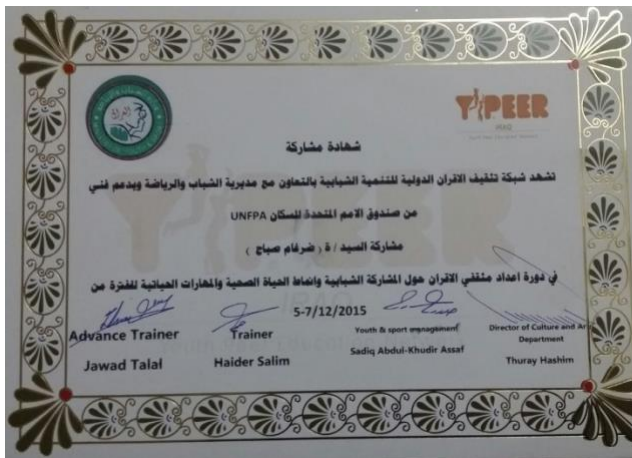 العراق
Y PEER
IRAQ
شهادة مشاركة
تشهد شبكة تثقيف الاقران الدولية للتنمية الشبابية بالتعاون مع مديرية الشباب والرياضة وبدعم فني
من صندوق الامم المتحدة للسكان UNFPA
مشاركة السيد / ة ( ضرغام صباح )
في دورة اعداد مثقفي الاقران حول المشاركة الشبابية وانماط الحياة الصحية والمهارات الحياتية للفترة من
5-7/12/2015
Advance Trainer
Jawad Talal
Trainer
Haider Salim
Youth & sport management
Sadiq Abdul-Khudir Assaf
Director of Culture and Art
Department
Thuray Hashim